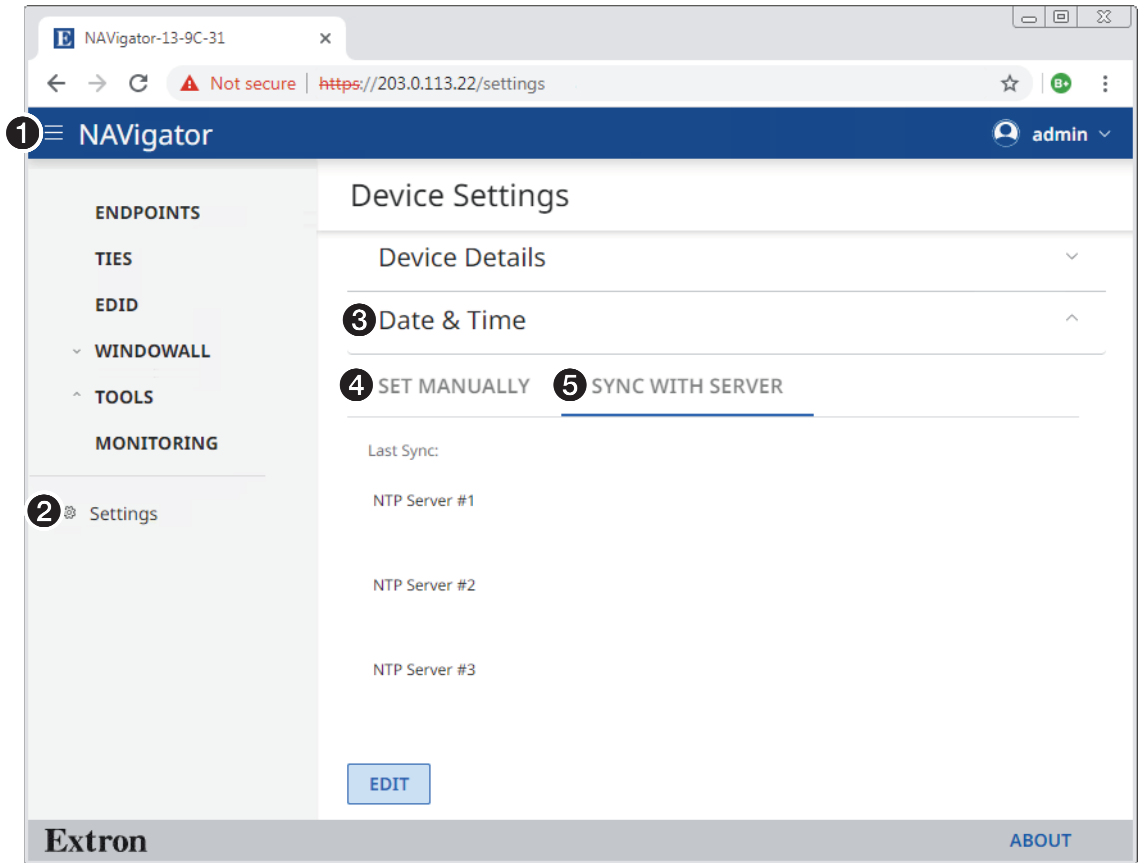 E NAVigator-13-9C-31
Not secure | https://203.0.113.22/settings B+
1 NAVigator admin
Device Settings
ENDPOINTS
TIES
EDID
WINDOWALL
TOOLS
MONITORING
2 Settings
Device Details
3 Date & Time
4 SET MANUALLY 5 SYNC WITH SERVER
Last Sync:
NTP Server #1
NTP Server #2
NTP Server #3
EDIT
Extron ABOUT